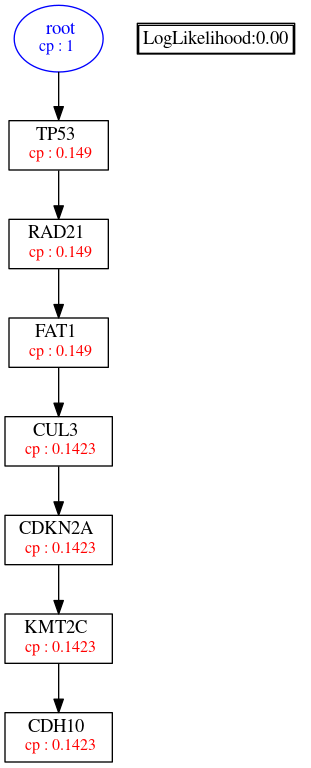 root
cp : 1
LogLikelihood:0.00
TP53
cp : 0.149
RAD21
cp : 0.149
FAT1
cp : 0.149
CUL3
cp : 0.1423
CDKN2A
cp : 0.1423
KMT2C
cp : 0.1423
CDH10
cp : 0.1423